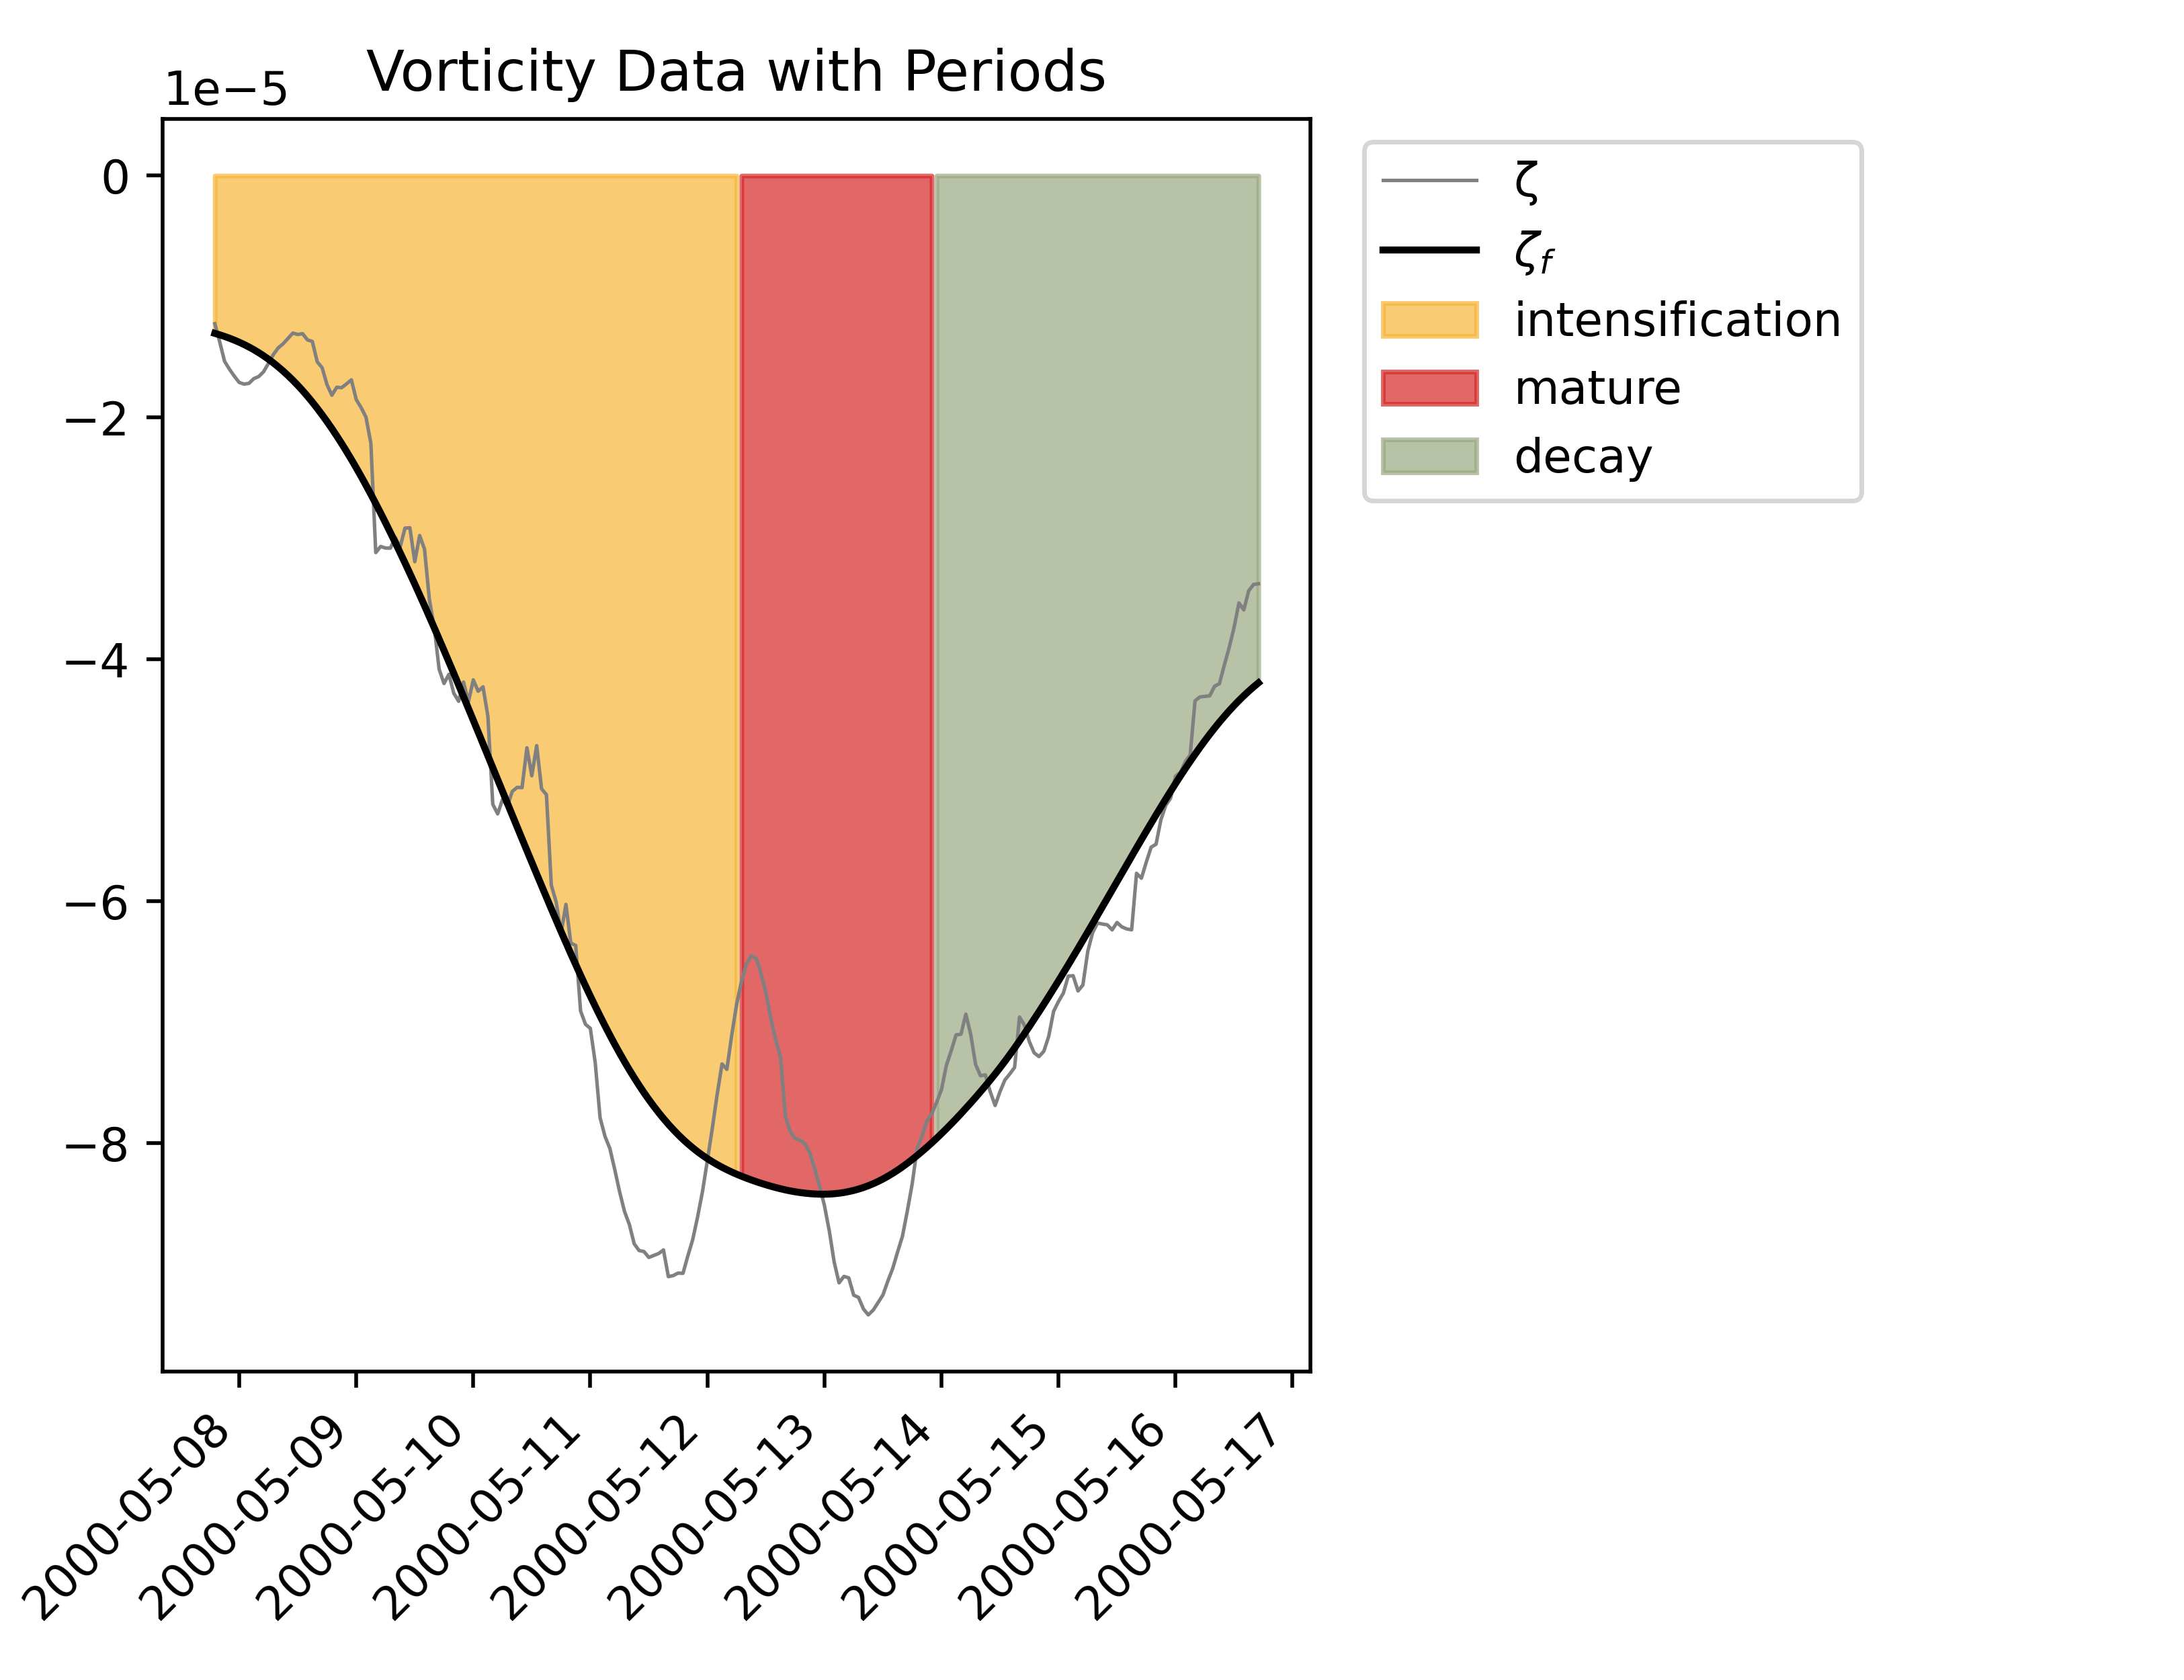 Vorticity Data with Periods
1e−5
0
−2
−4
−6
−8
2000-05-08
2000-05-09
2000-05-10
2000-05-11
2000-05-12
2000-05-13
2000-05-14
2000-05-15
2000-05-16
2000-05-17
ζ
ζf
intensification
mature
decay